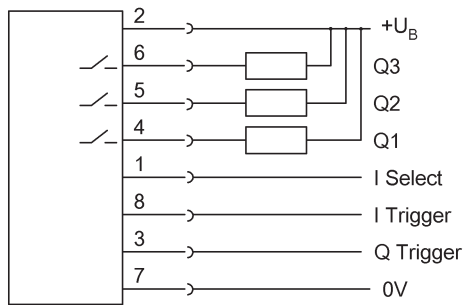 2 +U_B
6 Q3
5 Q2
4 Q1
1 I Select
8 I Trigger
3 Q Trigger
7 0V